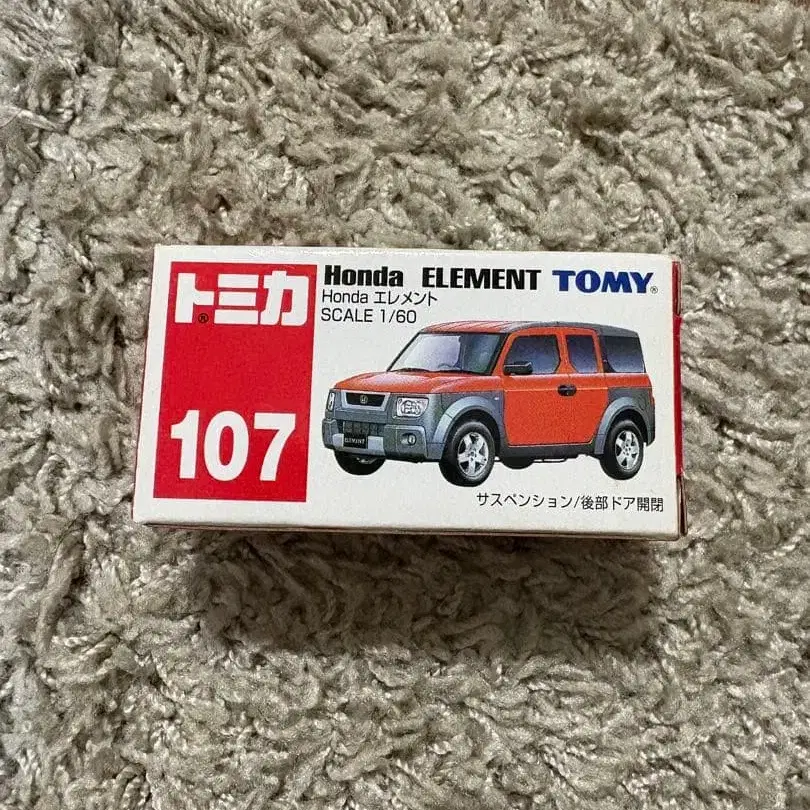 トミカ®
107
Honda ELEMENT TOMY®
Honda エレメント
SCALE 1/60
ELEMENT
サスペンション/後部ドア開閉